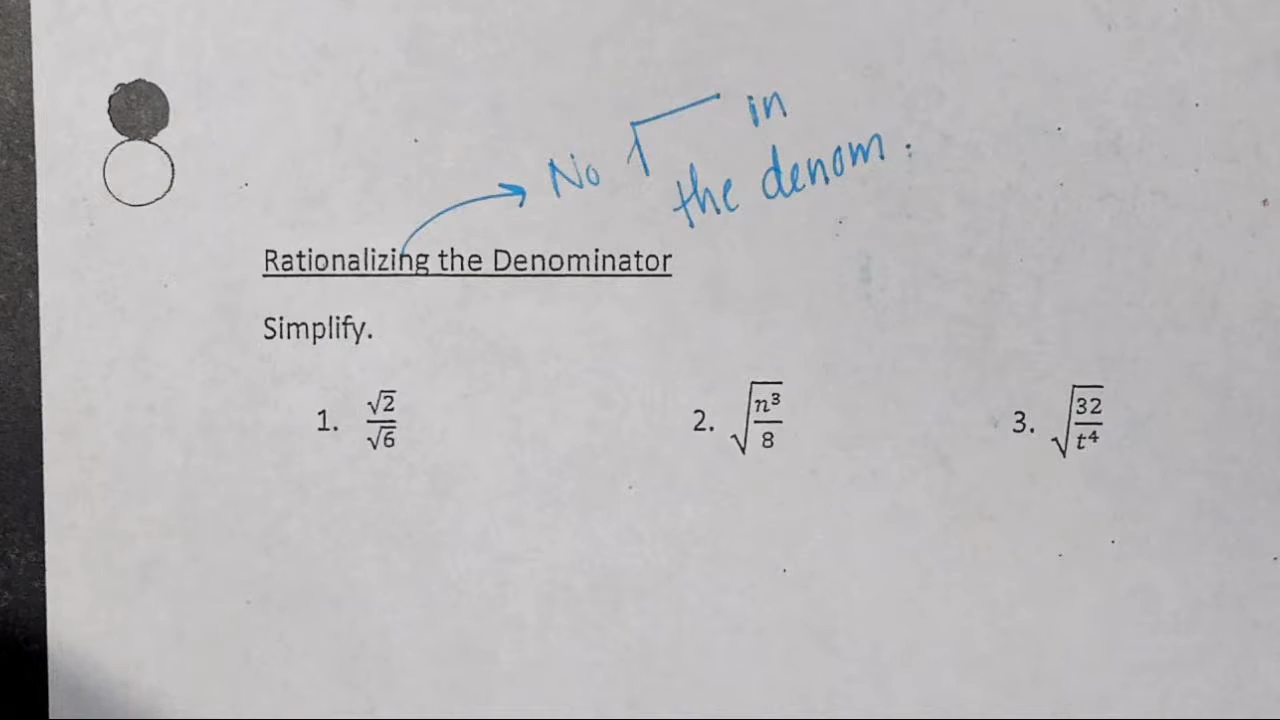 No √ in
the denom.
Rationalizing the Denominator
Simplify.
1. √2/√6
2. √(n³/8)
3. √(32/t⁴)